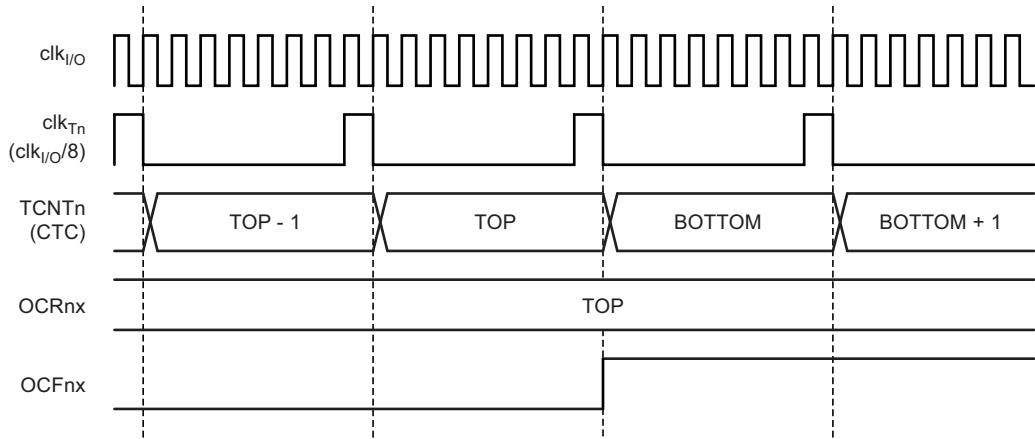 clkI/O
clkTn
(clkI/O/8)
TCNTn
(CTC)
TOP - 1
TOP
BOTTOM
BOTTOM + 1
OCRnx
TOP
OCFnx